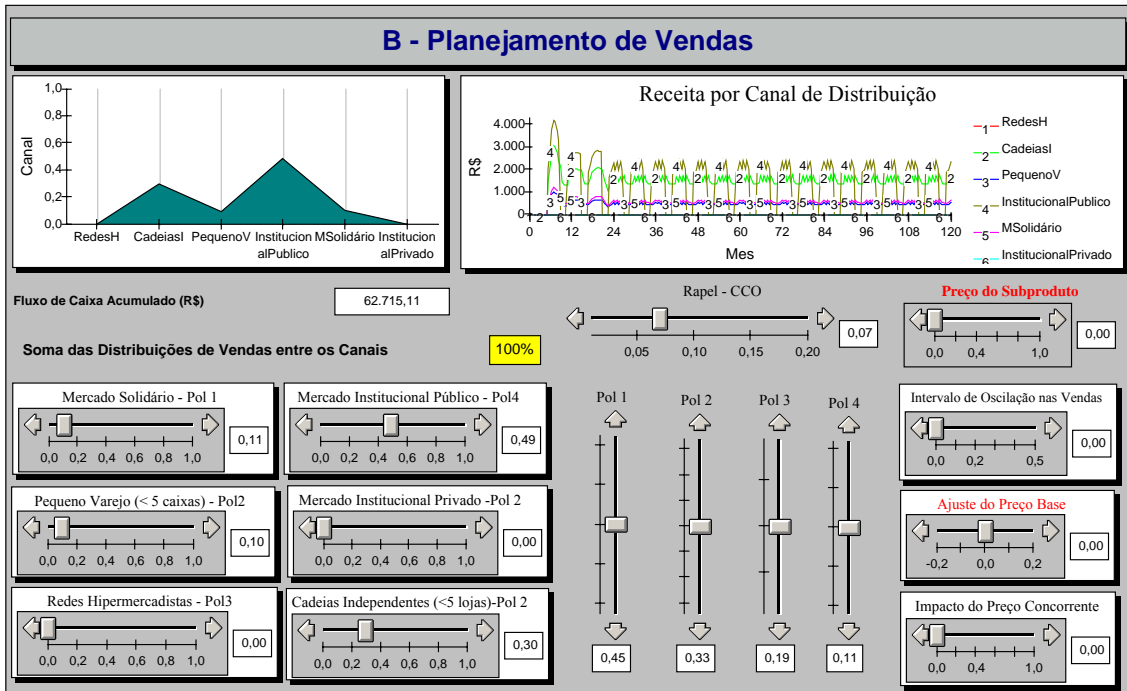 B - Planejamento de Vendas
1,0
0,8
0,6
0,4
0,2
0,0
Canal
RedesH CadeiasI PequenoV Institucion MSolidário Institucion
alPublico alPrivado
Receita por Canal de Distribuição
4.000
3.000
2.000
1.000
0
R$
0 12 24 36 48 60 72 84 96 108 120
Mes
1 RedesH
2 CadeiasI
3 PequenoV
4 InstitucionalPublico
5 MSolidário
6 InstitucionalPrivado
Fluxo de Caixa Acumulado (R$) 62.715,11
Soma das Distribuições de Vendas entre os Canais 100%
Rapel - CCO
0,05 0,10 0,15 0,20
0,07
Preço do Subproduto
0,0 0,4 1,0
0,00
Mercado Solidário - Pol 1
0,0 0,2 0,4 0,6 0,8 1,0
0,11
Mercado Institucional Público - Pol4
0,0 0,2 0,4 0,6 0,8 1,0
0,49
Pequeno Varejo (< 5 caixas) - Pol2
0,0 0,2 0,4 0,6 0,8 1,0
0,10
Mercado Institucional Privado -Pol 2
0,0 0,2 0,4 0,6 0,8 1,0
0,00
Redes Hipermercadistas - Pol3
0,0 0,2 0,4 0,6 0,8 1,0
0,00
Cadeias Independentes (<5 lojas)-Pol 2
0,0 0,2 0,4 0,6 0,8 1,0
0,30
Pol 1 Pol 2 Pol 3 Pol 4
0,45 0,33 0,19 0,11
Intervalo de Oscilação nas Vendas
0,0 0,2 0,5
0,00
Ajuste do Preço Base
-0,2 0,0 0,2
0,00
Impacto do Preço Concorrente
0,0 0,4 1,0
0,00